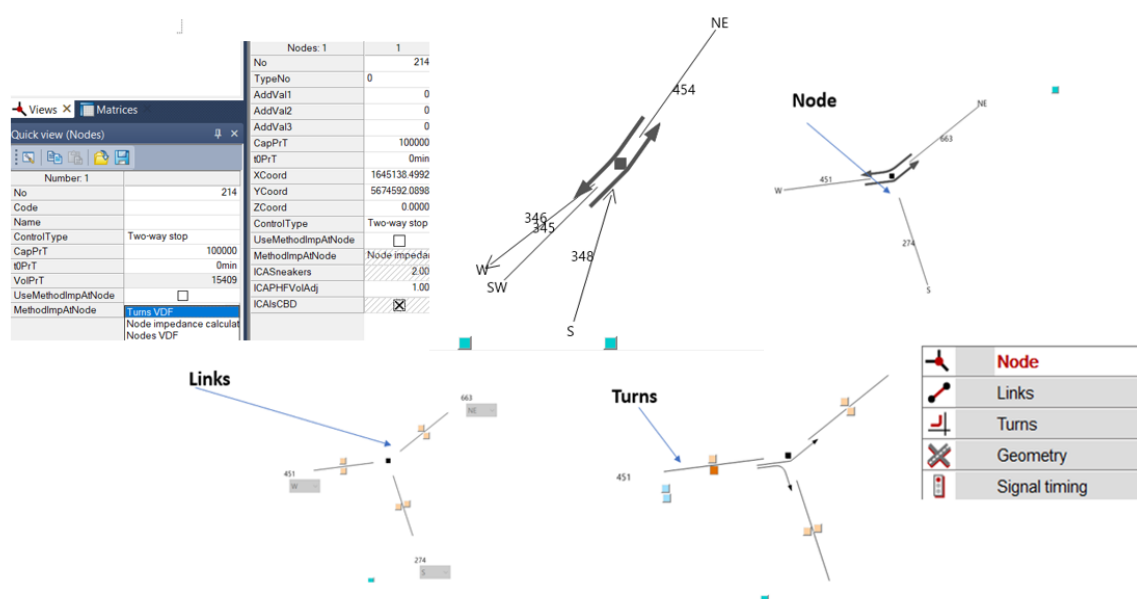 Views
Matrices
Quick view (Nodes)
Number: 1
No 214
Code
Name
ControlType Two-way stop
CapPrT 100000
t0PrT 0min
VolPrT 15409
UseMethodImpAtNode
MethodImpAtNode Turns VDF
Node impedance calculat
Nodes VDF
Nodes: 1 1
No 214
TypeNo 0
AddVal1 0
AddVal2 0
AddVal3 0
CapPrT 100000
t0PrT 0min
XCoord 1645138.4992
YCoord 5674592.0898
ZCoord 0.0000
ControlType Two-way stop
UseMethodImpAtNode
MethodImpAtNode Node impedan
ICASneakers 2.00
ICAPHFVolAdj 1.00
ICAIsCBD
NE
454
346
345
W
SW
348
S
Node
NE
663
451
W
274
S
Links
663
NE
451
W
274
S
Turns
451
Node
Links
Turns
Geometry
Signal timing